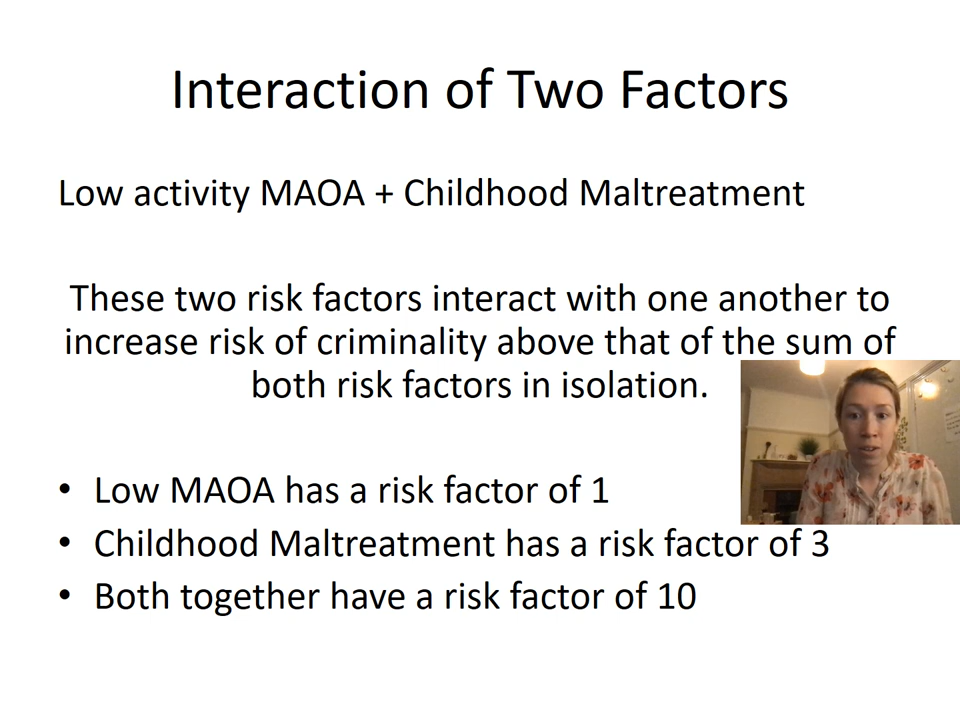 Interaction of Two Factors
Low activity MAOA + Childhood Maltreatment
These two risk factors interact with one another to
increase risk of criminality above that of the sum of
both risk factors in isolation.
• Low MAOA has a risk factor of 1
• Childhood Maltreatment has a risk factor of 3
• Both together have a risk factor of 10